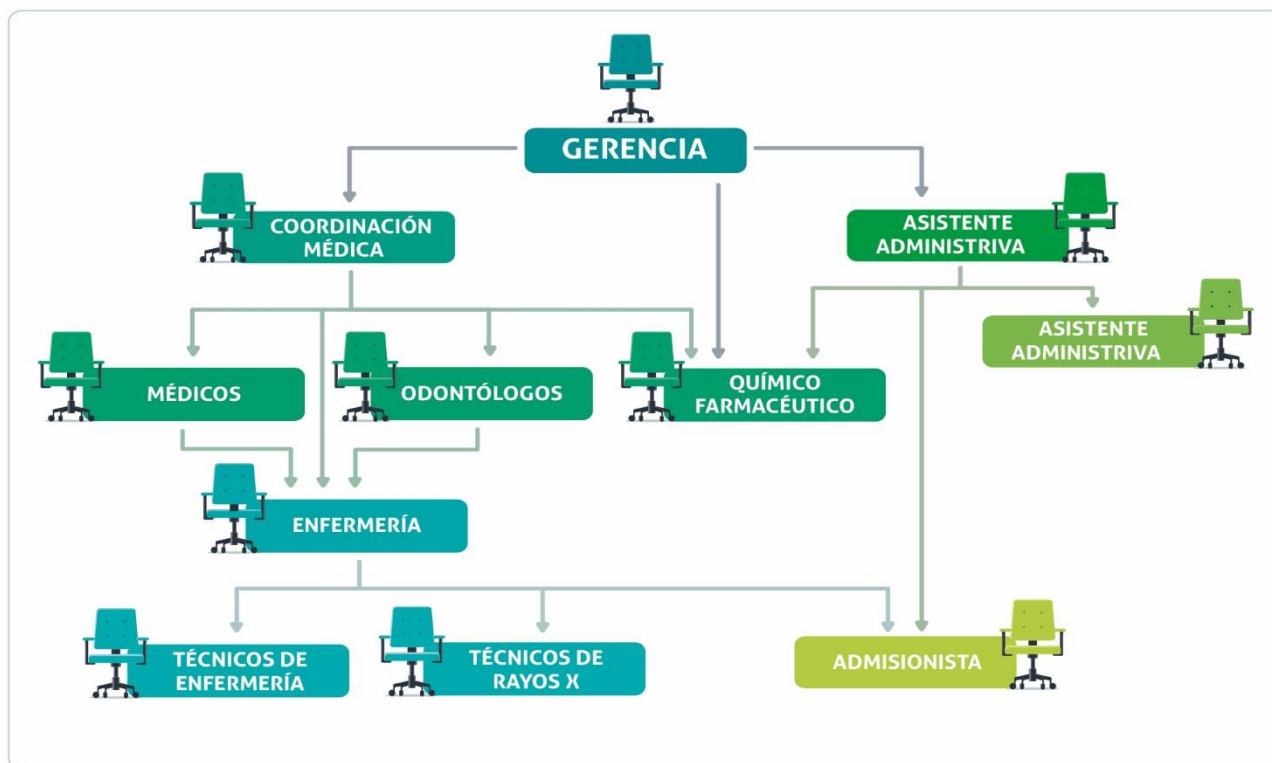 GERENCIA
COORDINACIÓN
MÉDICA
ASISTENTE
ADMINISTRIVA
ASISTENTE
ADMINISTRIVA
MÉDICOS
ODONTÓLOGOS
QUÍMICO
FARMACÉUTICO
ENFERMERÍA
TÉCNICOS DE
ENFERMERÍA
TÉCNICOS DE
RAYOS X
ADMISIONISTA